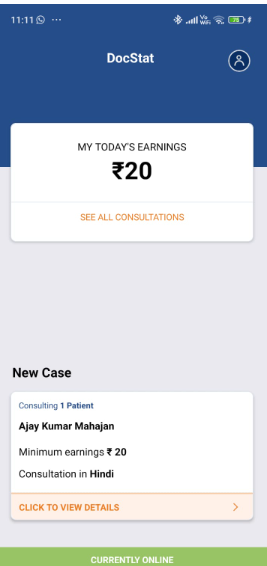 11:11
DocStat
MY TODAY'S EARNINGS
₹20
SEE ALL CONSULTATIONS
New Case
Consulting 1 Patient
Ajay Kumar Mahajan
Minimum earnings ₹ 20
Consultation in Hindi
CLICK TO VIEW DETAILS
CURRENTLY ONLINE